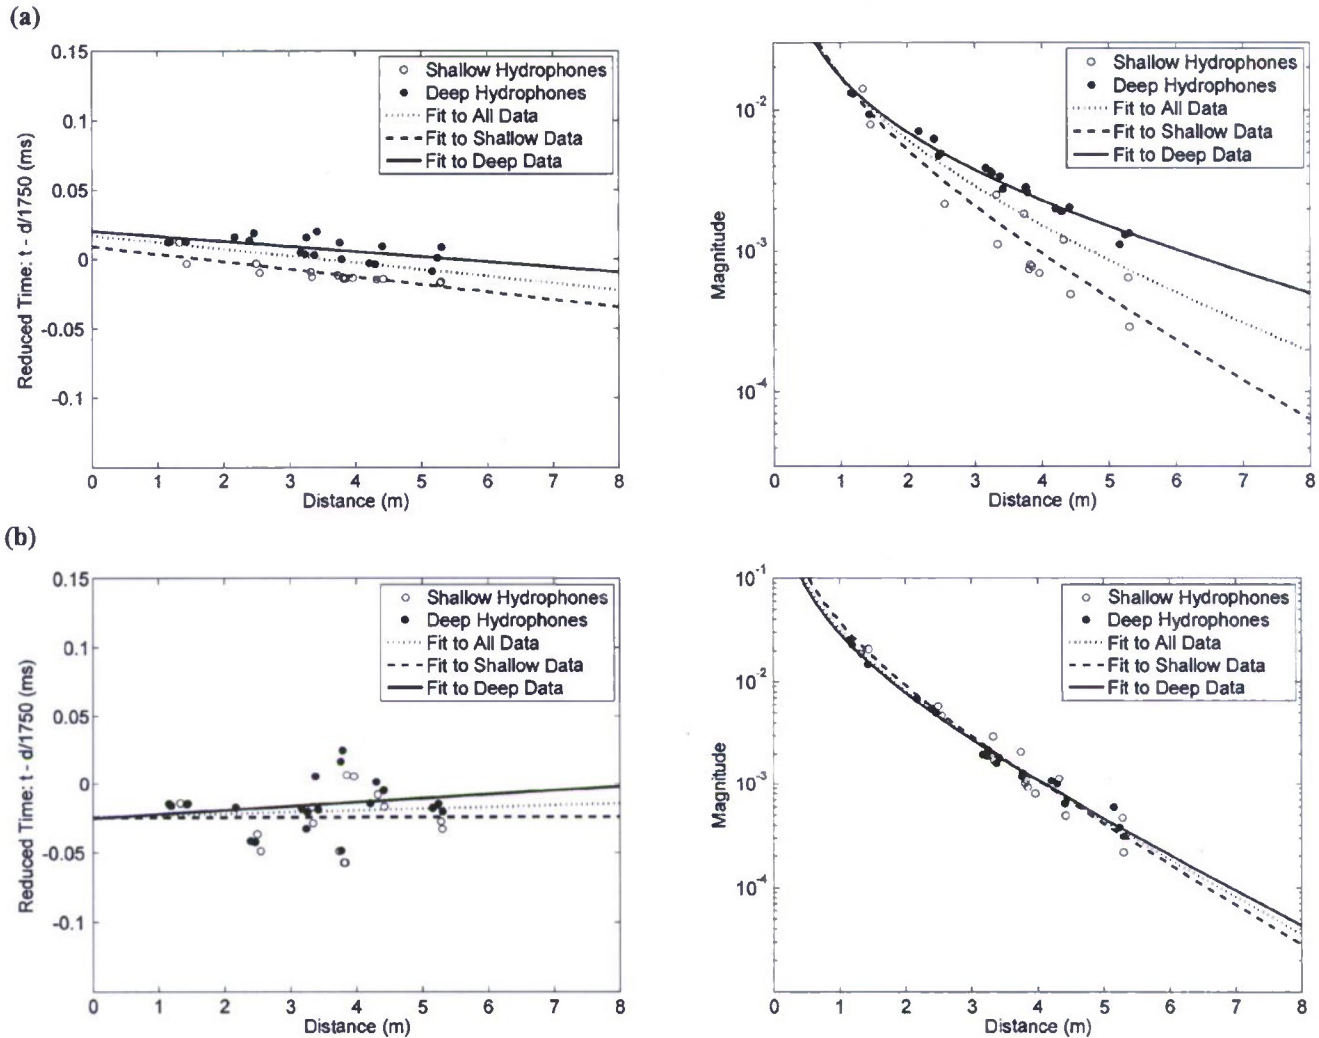 (a)
0.15
0.1
0.05
0
-0.05
-0.1
Reduced Time: t - d/1750 (ms)
Shallow Hydrophones
Deep Hydrophones
Fit to All Data
Fit to Shallow Data
Fit to Deep Data
0 1 2 3 4 5 6 7 8
Distance (m)
10-2
10-3
10-4
Magnitude
Shallow Hydrophones
Deep Hydrophones
Fit to All Data
Fit to Shallow Data
Fit to Deep Data
0 1 2 3 4 5 6 7 8
Distance (m)
(b)
0.15
0.1
0.05
0
-0.05
-0.1
Reduced Time: t - d/1750 (ms)
Shallow Hydrophones
Deep Hydrophones
Fit to All Data
Fit to Shallow Data
Fit to Deep Data
0 1 2 3 4 5 6 7 8
Distance (m)
10-1
10-2
10-3
10-4
Magnitude
Shallow Hydrophones
Deep Hydrophones
Fit to All Data
Fit to Shallow Data
Fit to Deep Data
0 1 2 3 4 5 6 7 8
Distance (m)